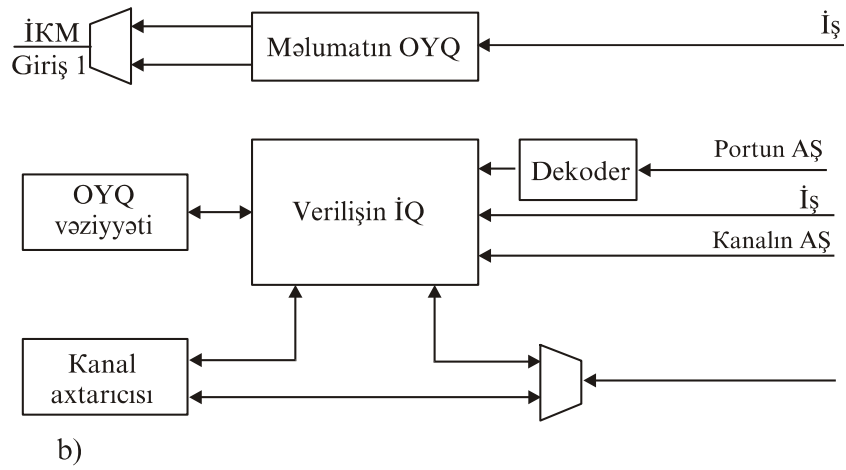 İKM
Giriş 1
Məlumatın OYQ
İş
OYQ
vəziyyəti
Verilişin İQ
Dekoder
Portun AŞ
İş
Kanalın AŞ
Kanal
axtarıcısı
b)